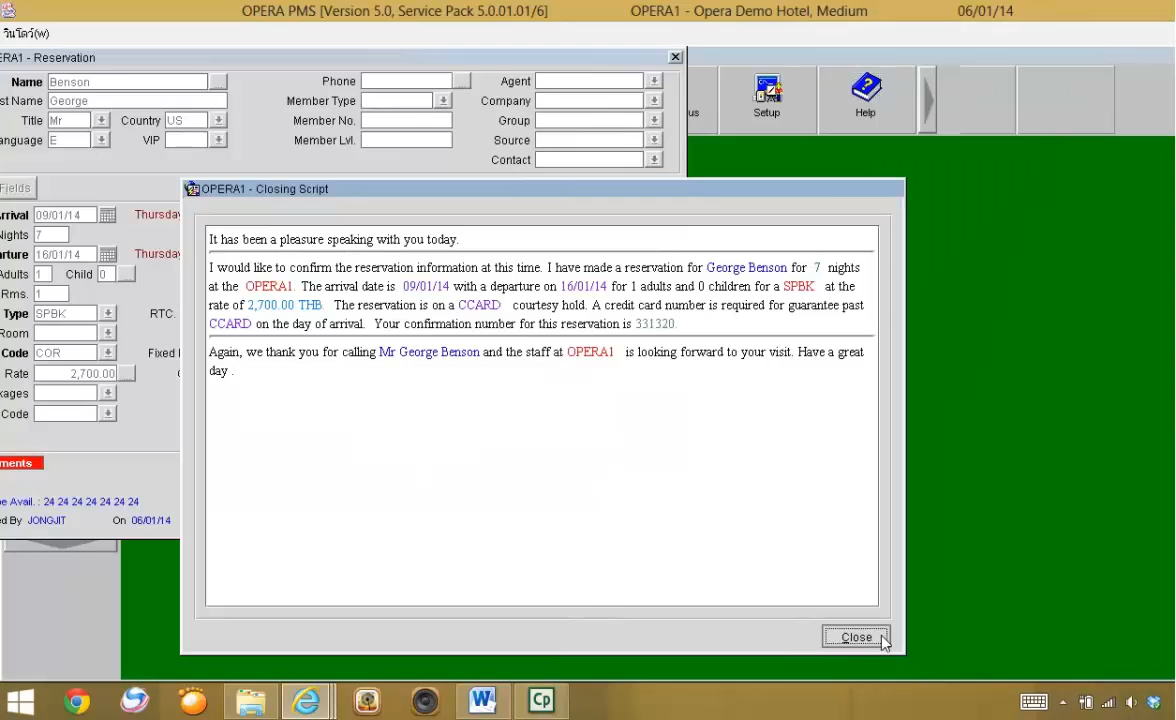 OPERA PMS [Version 5.0, Service Pack 5.0.01.01/6] OPERA1 - Opera Demo Hotel, Medium 06/01/14
วินโดว์(w)
ERA1 - Reservation
Name Benson Phone Agent
st Name George Member Type Company
Title Mr Country US Member No. Group
anguage E VIP Member Lvl. Source
Contact
us Setup Help
Fields
OPERA1 - Closing Script
rrival 09/01/14 Thursday
Nights 7
arture 16/01/14 Thursday
Adults 1 Child 0
Rms. 1
Type SPBK RTC.
Room
Code COR Fixed
Rate 2,700.00
kages
Code
ments
e Avail. : 24 24 24 24 24 24 24
ed By JONGJIT On 06/01/14
It has been a pleasure speaking with you today.
I would like to confirm the reservation information at this time. I have made a reservation for George Benson for 7 nights
at the OPERA1. The arrival date is 09/01/14 with a departure on 16/01/14 for 1 adults and 0 children for a SPBK at the
rate of 2,700.00 THB. The reservation is on a CCARD courtesy hold. A credit card number is required for guarantee past
CCARD on the day of arrival. Your confirmation number for this reservation is 331320.
Again, we thank you for calling Mr George Benson and the staff at OPERA1 is looking forward to your visit. Have a great
day .
Close
W Cp